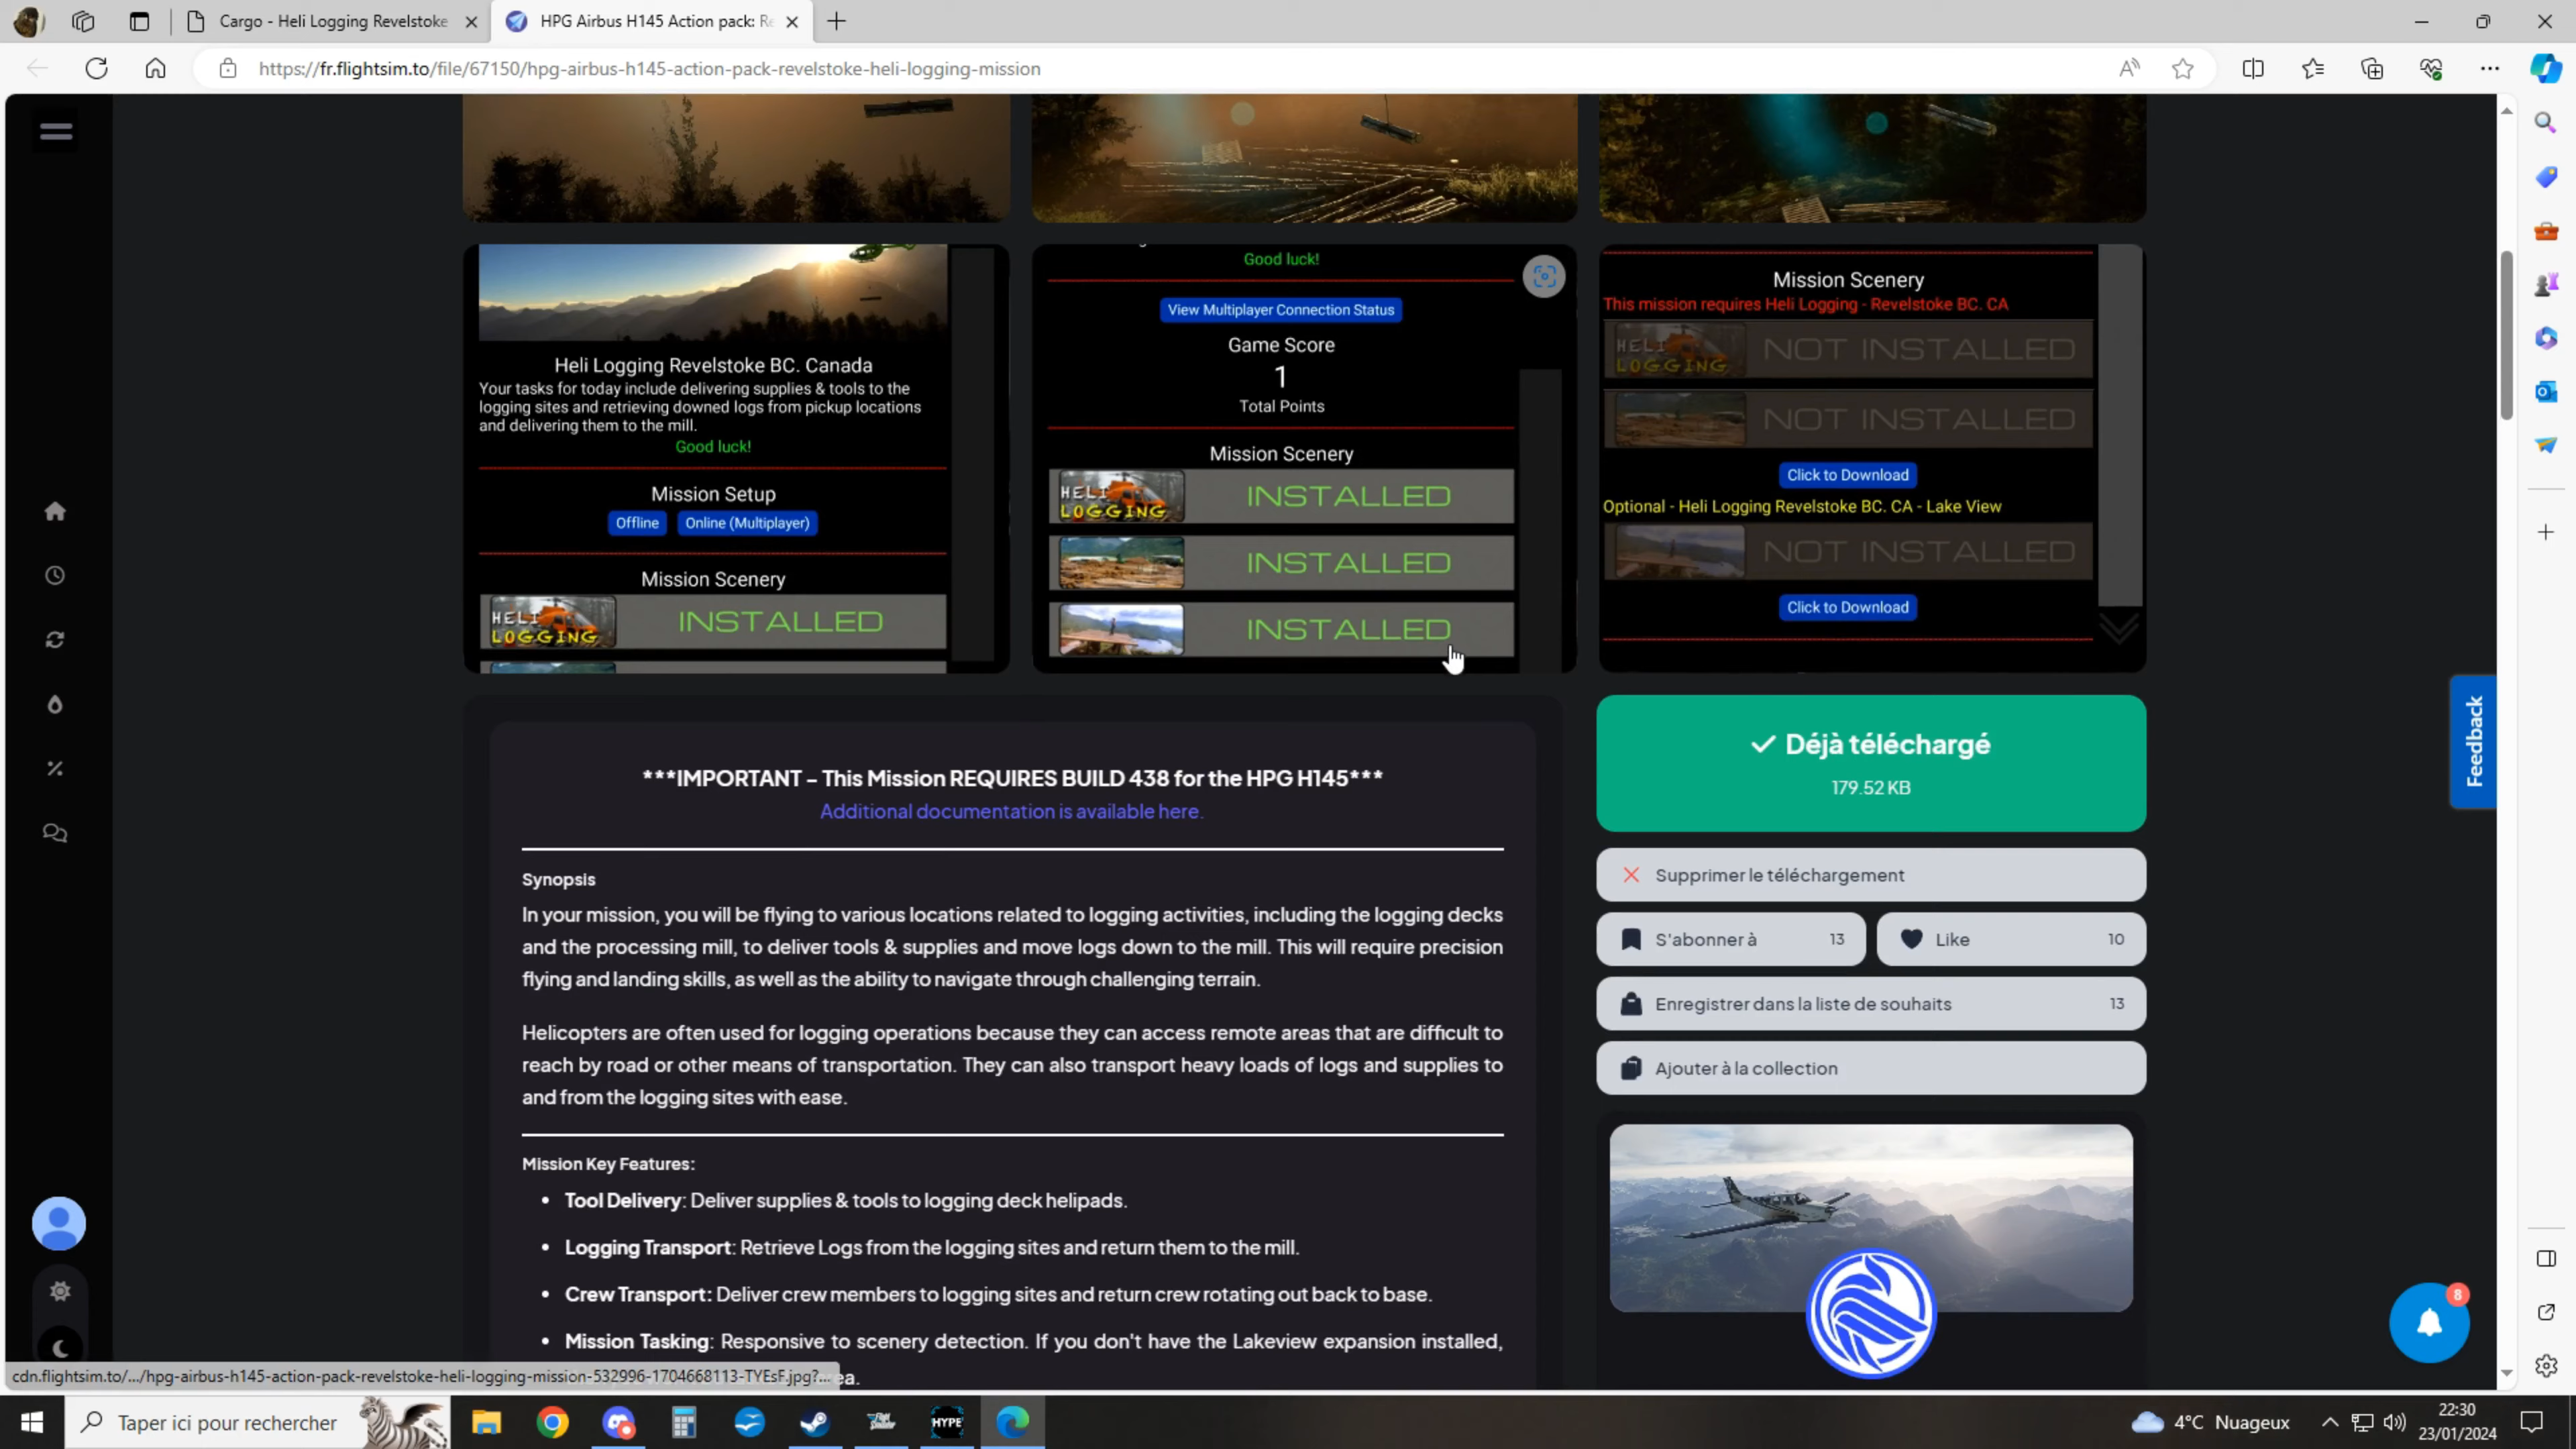 Cargo - Heli Logging Revelstoke
HPG Airbus H145 Action pack: Re
https://fr.flightsim.to/file/67150/hpg-airbus-h145-action-pack-revelstoke-heli-logging-mission
Heli Logging Revelstoke BC. Canada
Your tasks for today include delivering supplies & tools to the
logging sites and retrieving downed logs from pickup locations
and delivering them to the mill.
Good luck!
Mission Setup
Offline Online (Multiplayer)
Mission Scenery
HELI LOGGING INSTALLED
Good luck!
View Multiplayer Connection Status
Game Score
1
Total Points
Mission Scenery
HELI LOGGING INSTALLED
INSTALLED
INSTALLED
Mission Scenery
This mission requires Heli Logging - Revelstoke BC. CA
HELI LOGGING NOT INSTALLED
NOT INSTALLED
Click to Download
Optional - Heli Logging Revelstoke BC. CA - Lake View
NOT INSTALLED
Click to Download
***IMPORTANT – This Mission REQUIRES BUILD 438 for the HPG H145***
Additional documentation is available here.
Synopsis
In your mission, you will be flying to various locations related to logging activities, including the logging decks
and the processing mill, to deliver tools & supplies and move logs down to the mill. This will require precision
flying and landing skills, as well as the ability to navigate through challenging terrain.
Helicopters are often used for logging operations because they can access remote areas that are difficult to
reach by road or other means of transportation. They can also transport heavy loads of logs and supplies to
and from the logging sites with ease.
Mission Key Features:
• Tool Delivery: Deliver supplies & tools to logging deck helipads.
• Logging Transport: Retrieve Logs from the logging sites and return them to the mill.
• Crew Transport: Deliver crew members to logging sites and return crew rotating out back to base.
• Mission Tasking: Responsive to scenery detection. If you don't have the Lakeview expansion installed,
ea.
Déjà téléchargé
179.52 KB
Supprimer le téléchargement
S'abonner à 13
Like 10
Enregistrer dans la liste de souhaits 13
Ajouter à la collection
Feedback
8
cdn.flightsim.to/.../hpg-airbus-h145-action-pack-revelstoke-heli-logging-mission-532996-1704668113-TYEsF.jpg?...
Taper ici pour rechercher
HYPE
4°C Nuageux
22:30
23/01/2024